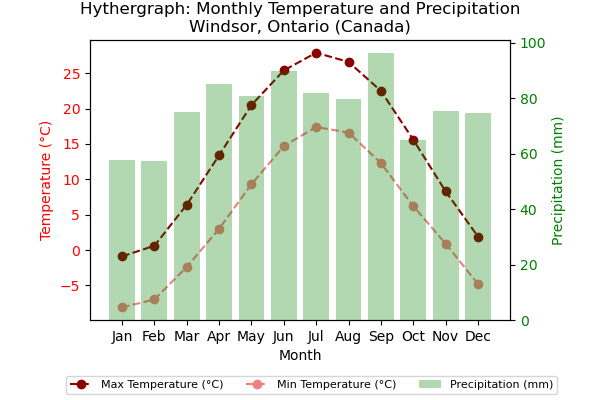 Hythergraph: Monthly Temperature and Precipitation
Windsor, Ontario (Canada)
Temperature (°C)
25
20
15
10
5
0
−5
100
80
60
40
20
0
Precipitation (mm)
Jan Feb Mar Apr May Jun Jul Aug Sep Oct Nov Dec
Month
Max Temperature (°C) Min Temperature (°C) Precipitation (mm)